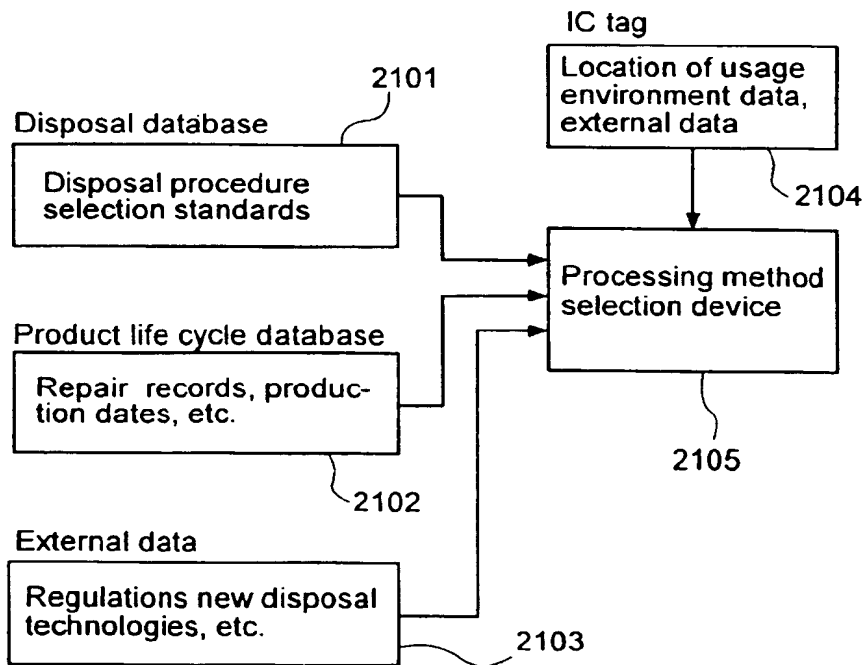 IC tag
Location of usage
environment data,
external data
2104
2101
Disposal database
Disposal procedure
selection standards
Processing method
selection device
2105
Product life cycle database
Repair records, produc-
tion dates, etc.
2102
External data
Regulations new disposal
technologies, etc.
2103